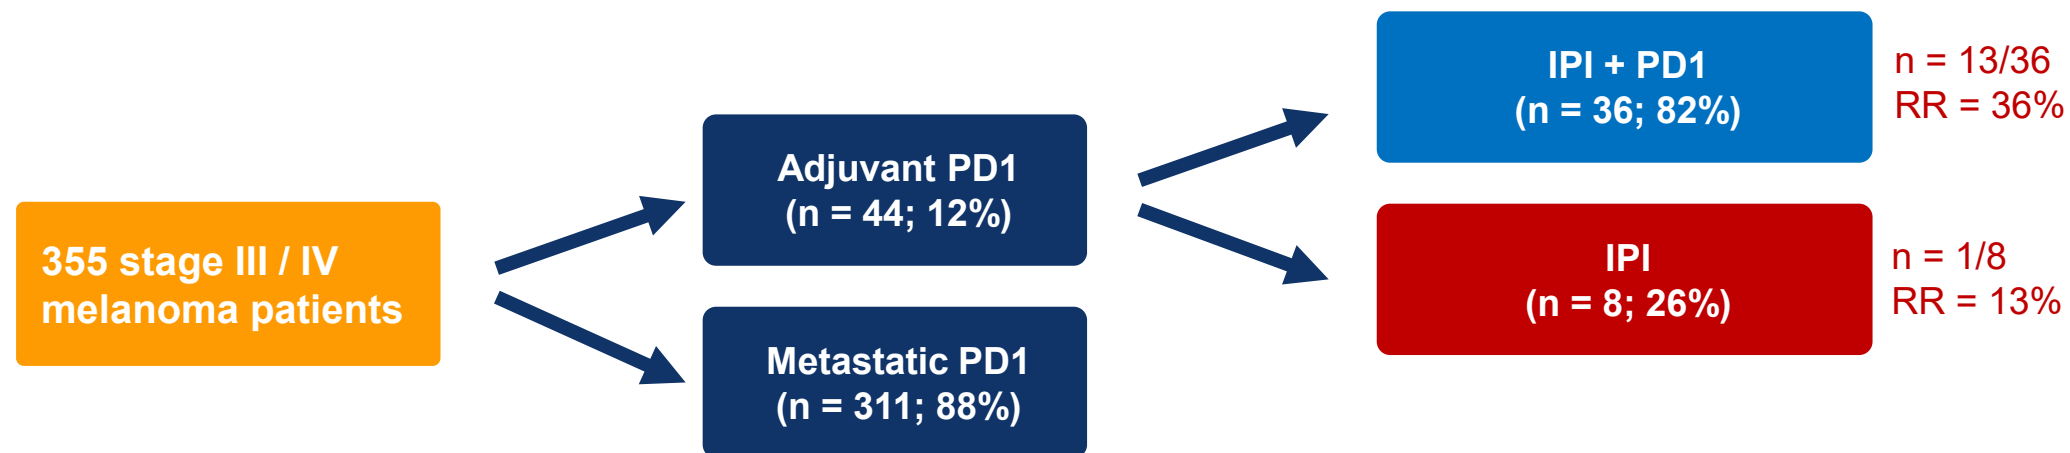 355 stage III / IV
melanoma patients
Adjuvant PD1
(n = 44; 12%)
Metastatic PD1
(n = 311; 88%)
IPI + PD1
(n = 36; 82%)
n = 13/36
RR = 36%
IPI
(n = 8; 26%)
n = 1/8
RR = 13%